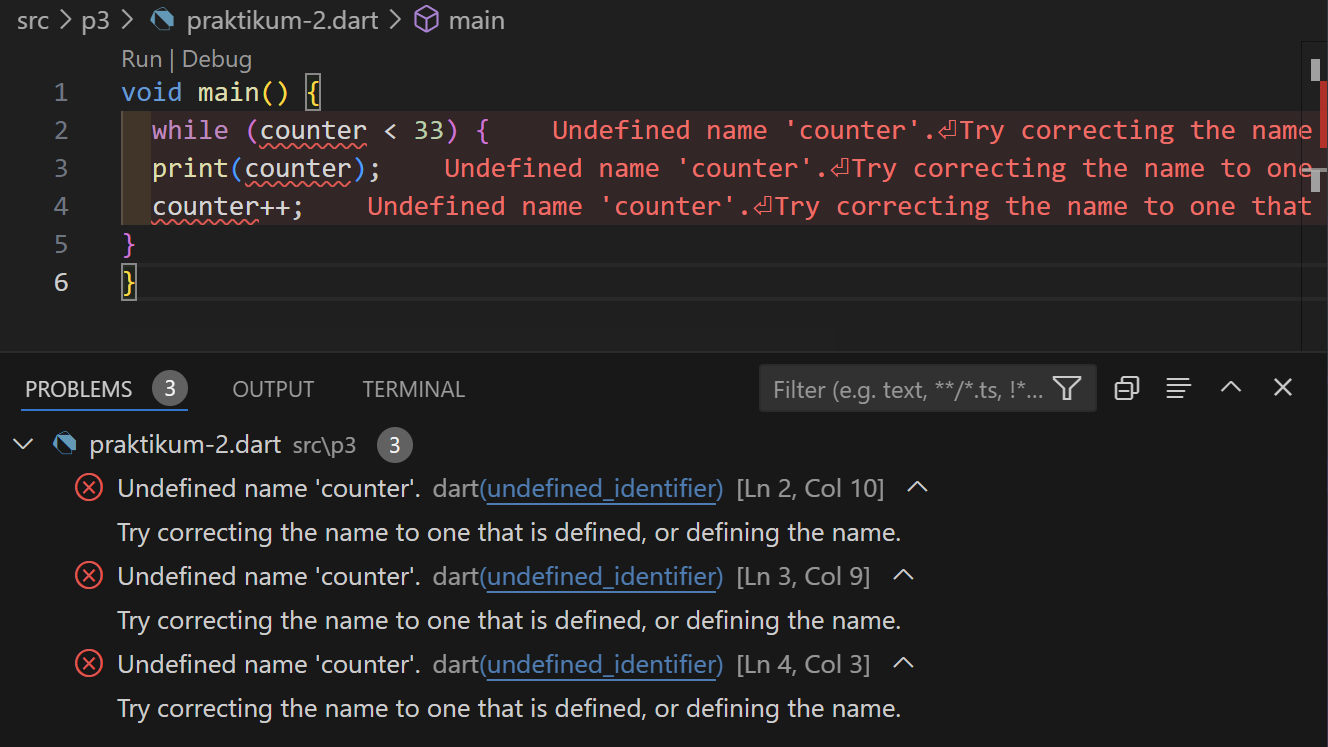 src > p3 > praktikum-2.dart > main
Run | Debug
1 void main() {
2 while (counter < 33) { Undefined name 'counter'.⏎Try correcting the name
3 print(counter); Undefined name 'counter'.⏎Try correcting the name to one
4 counter++; Undefined name 'counter'.⏎Try correcting the name to one that
5 }
6 }
PROBLEMS 3 OUTPUT TERMINAL Filter (e.g. text, **/*.ts, !*...
praktikum-2.dart src\p3 3
Undefined name 'counter'. dart(undefined_identifier) [Ln 2, Col 10]
Try correcting the name to one that is defined, or defining the name.
Undefined name 'counter'. dart(undefined_identifier) [Ln 3, Col 9]
Try correcting the name to one that is defined, or defining the name.
Undefined name 'counter'. dart(undefined_identifier) [Ln 4, Col 3]
Try correcting the name to one that is defined, or defining the name.